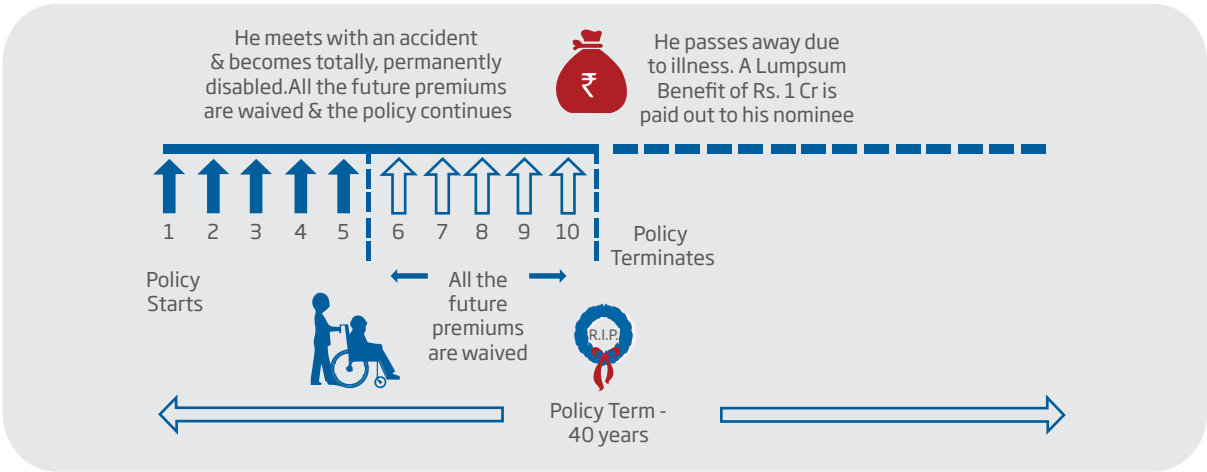 He meets with an accident
& becomes totally, permanently
disabled.All the future premiums
are waived & the policy continues
₹
He passes away due
to illness. A Lumpsum
Benefit of Rs. 1 Cr is
paid out to his nominee
1 2 3 4 5 6 7 8 9 10
Policy
Starts
All the
future
premiums
are waived
Policy
Terminates
R.I.P.
Policy Term -
40 years